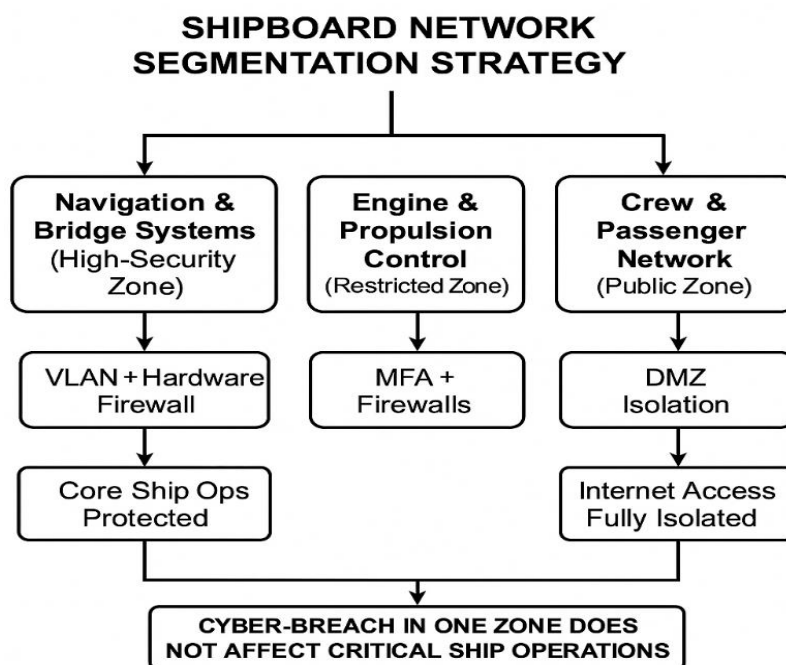 SHIPBOARD NETWORK
SEGMENTATION STRATEGY
Navigation &
Bridge Systems
(High-Security
Zone)
Engine &
Propulsion
Control
(Restricted Zone)
Crew &
Passenger
Network
(Public Zone)
VLAN + Hardware
Firewall
MFA +
Firewalls
DMZ
Isolation
Core Ship Ops
Protected
Internet Access
Fully Isolated
CYBER-BREACH IN ONE ZONE DOES
NOT AFFECT CRITICAL SHIP OPERATIONS